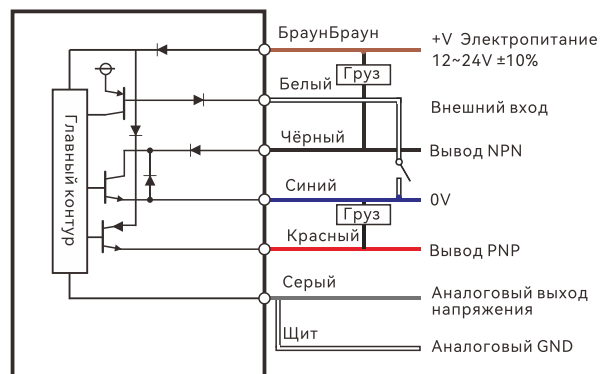 БраунБраун
+V Электропитание
12~24V ±10%
Груз
Белый
Внешний вход
Главный контур
Чёрный
Вывод NPN
Синий
0V
Груз
Красный
Вывод PNP
Серый
Аналоговый выход
напряжения
Щит
Аналоговый GND